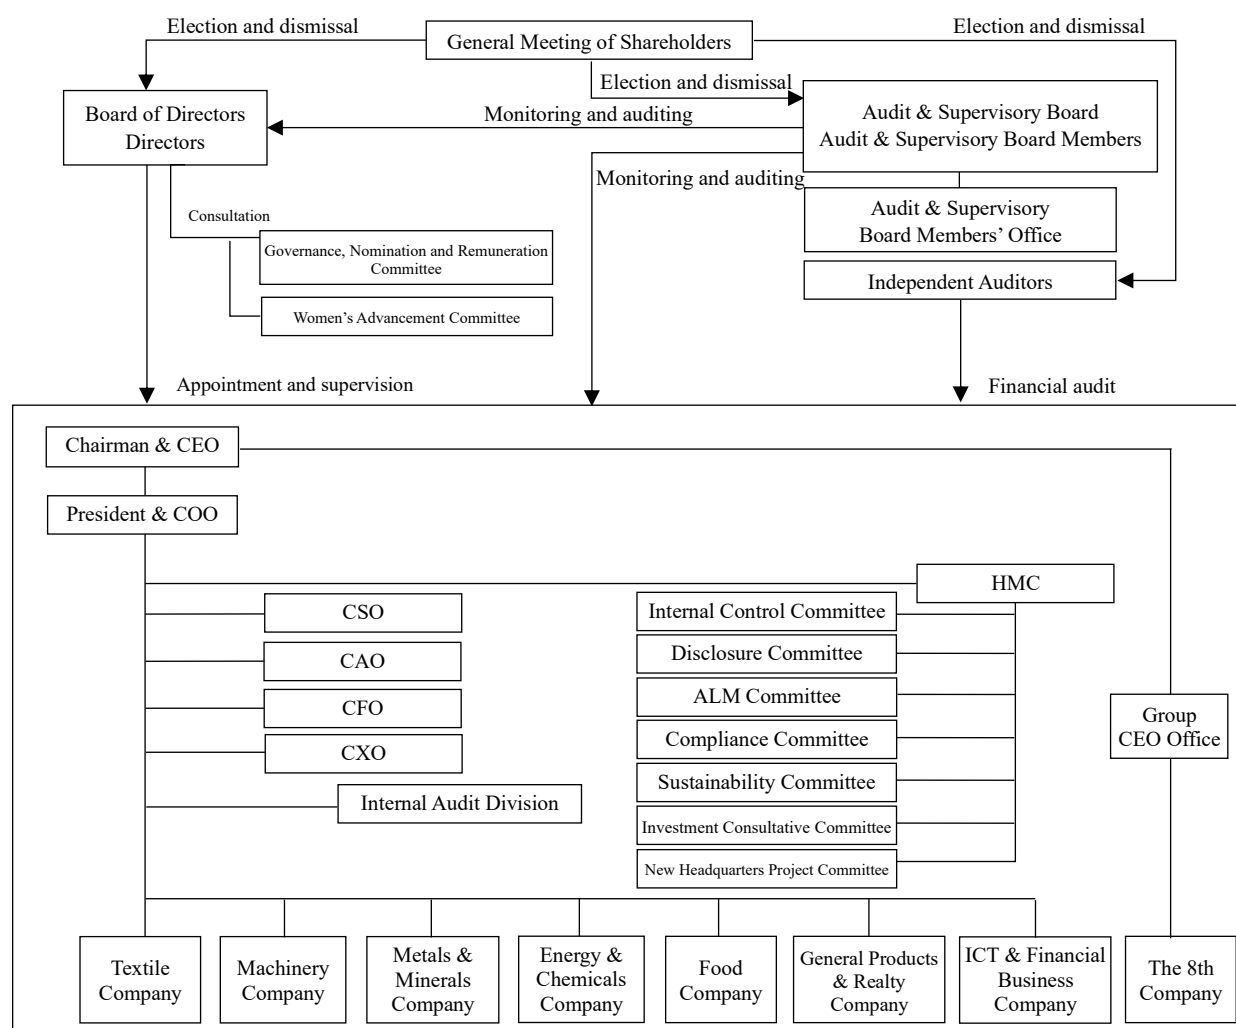 Election and dismissal
General Meeting of Shareholders
Election and dismissal
Election and dismissal
Board of Directors
Directors
Monitoring and auditing
Audit & Supervisory Board
Audit & Supervisory Board Members
Monitoring and auditing
Consultation
Audit & Supervisory
Board Members’ Office
Governance, Nomination and Remuneration
Committee
Independent Auditors
Women’s Advancement Committee
Appointment and supervision
Financial audit
Chairman & CEO
President & COO
HMC
CSO
CAO
CFO
CXO
Internal Audit Division
Internal Control Committee
Disclosure Committee
ALM Committee
Compliance Committee
Sustainability Committee
Investment Consultative Committee
New Headquarters Project Committee
Group
CEO Office
Textile
Company
Machinery
Company
Metals &
Minerals
Company
Energy &
Chemicals
Company
Food
Company
General Products
& Realty
Company
ICT & Financial
Business
Company
The 8th
Company